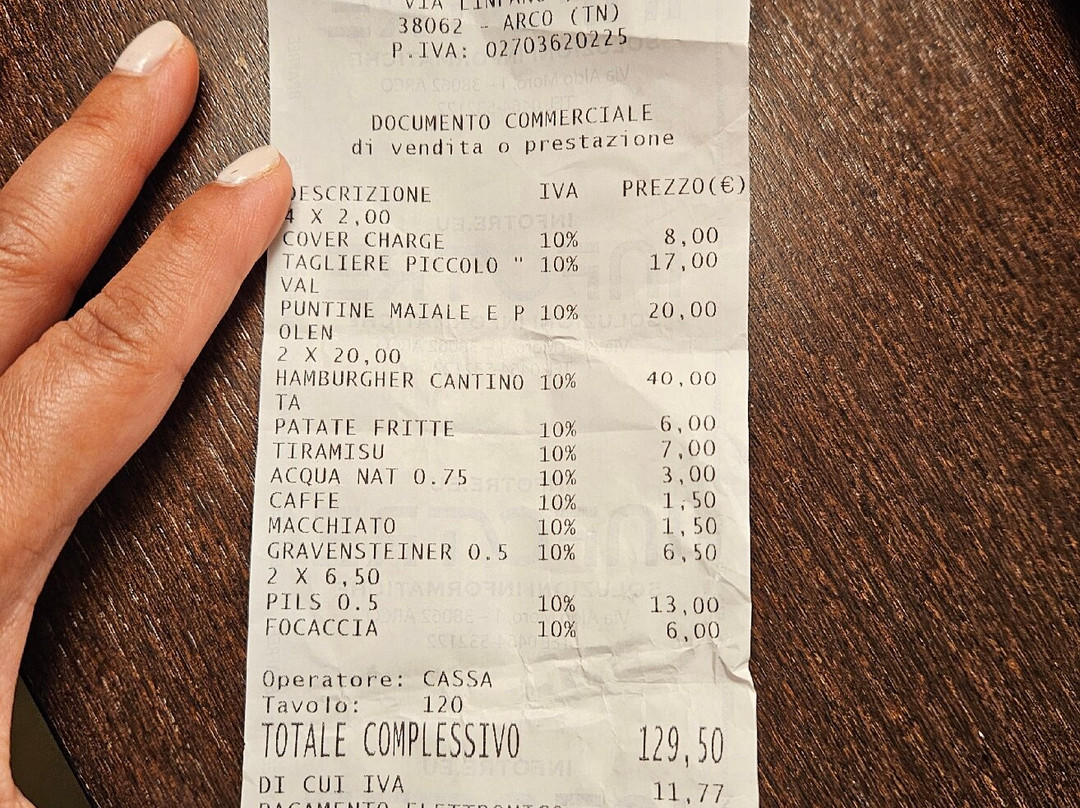 VIA LINFANO
38062 - ARCO (TN)
P.IVA: 02703620225
DOCUMENTO COMMERCIALE
di vendita o prestazione
DESCRIZIONE IVA PREZZO(€)
4 X 2,00
COVER CHARGE 10% 8,00
TAGLIERE PICCOLO " 10% 17,00
VAL
PUNTINE MAIALE E P 10% 20,00
OLEN
2 X 20,00
HAMBURGHER CANTINO 10% 40,00
TA
PATATE FRITTE 10% 6,00
TIRAMISU 10% 7,00
ACQUA NAT 0.75 10% 3,00
CAFFE 10% 1,50
MACCHIATO 10% 1,50
GRAVENSTEINER 0.5 10% 6,50
2 X 6,50
PILS 0.5 10% 13,00
FOCACCIA 10% 6,00
Operatore: CASSA
Tavolo: 120
TOTALE COMPLESSIVO 129,50
DI CUI IVA 11,77
PAGAMENTO ELETTRONICO